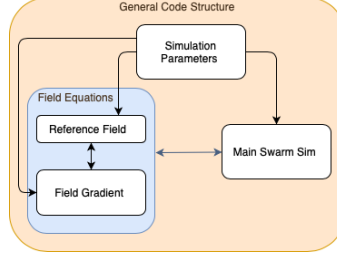 General Code Structure
Simulation
Parameters
Field Equations
Reference Field
Main Swarm Sim
Field Gradient